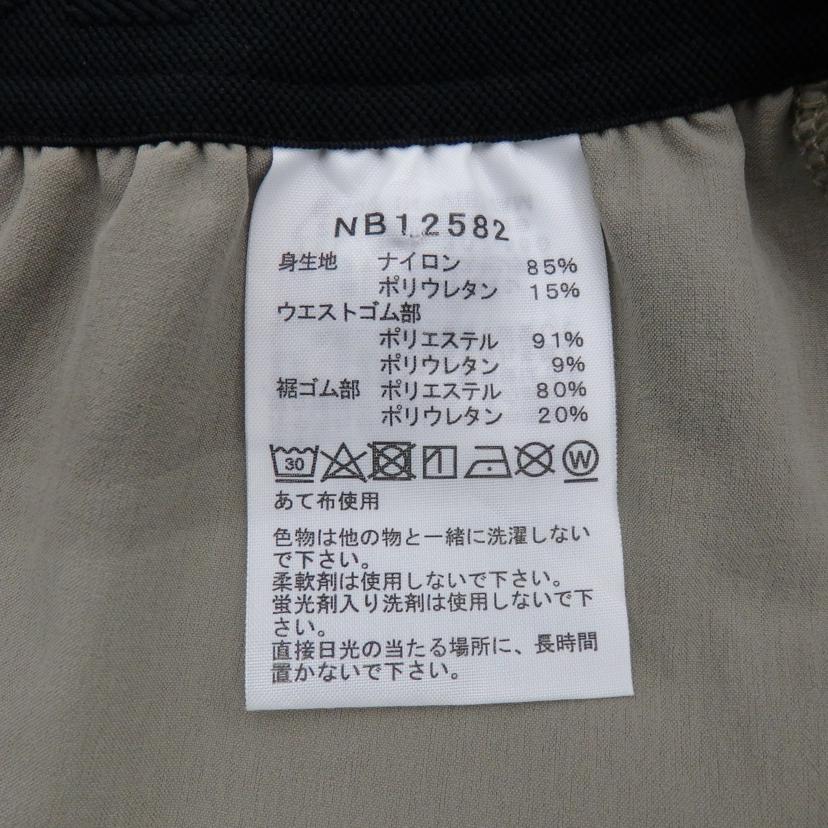 NB12582
身生地 ナイロン 85%
ポリウレタン 15%
ウエストゴム部
ポリエステル 91%
ポリウレタン 9%
裾ゴム部 ポリエステル 80%
ポリウレタン 20%
30 W
あて布使用
色物は他の物と一緒に洗濯しない
で下さい。
柔軟剤は使用しないで下さい。
蛍光剤入り洗剤は使用しないで下
さい。
直接日光の当たる場所に、長時間
置かないで下さい。